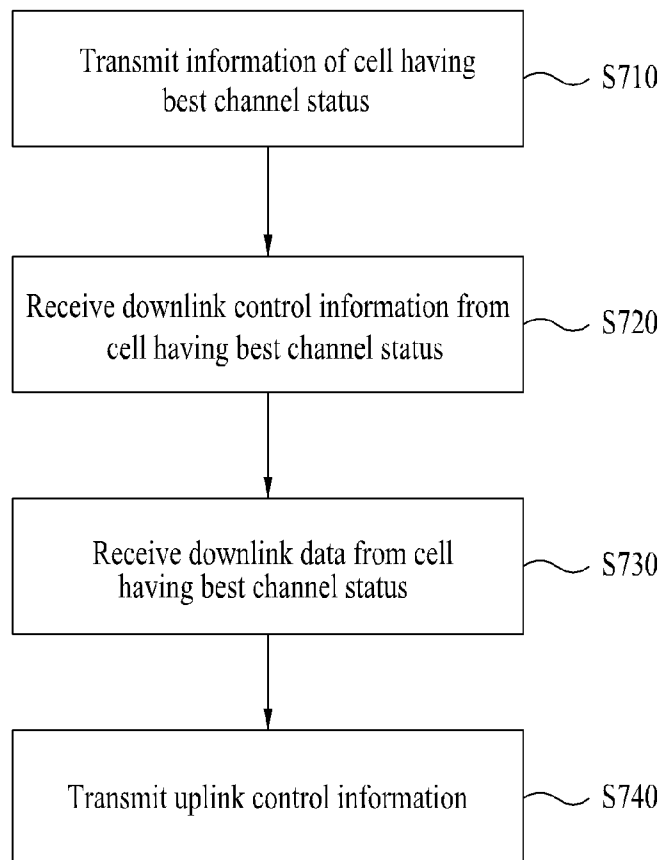 Transmit information of cell having
best channel status
S710
Receive downlink control information from
cell having best channel status
S720
Receive downlink data from cell
having best channel status
S730
Transmit uplink control information
S740